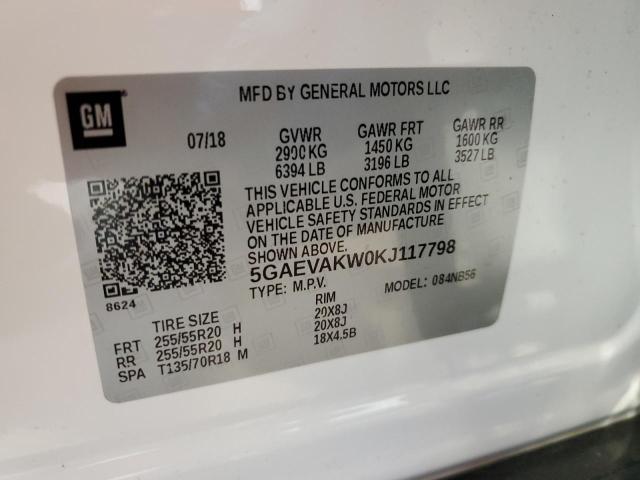 MFD BY GENERAL MOTORS LLC
GM
07/18 GVWR GAWR FRT GAWR RR
2900 KG 1450 KG 1600 KG
6394 LB 3196 LB 3527 LB
THIS VEHICLE CONFORMS TO ALL
APPLICABLE U.S. FEDERAL MOTOR
VEHICLE SAFETY STANDARDS IN EFFECT
ON THE DATE OF MANUFACTURE
SHOWN ABOVE.
5GAEVAKW0KJ117798
TYPE: M.P.V. MODEL: 084NB56
8624
TIRE SIZE RIM
FRT 255/55R20 H 20X8J
RR 255/55R20 H 20X8J
SPA T135/70R18 M 18X4.5B